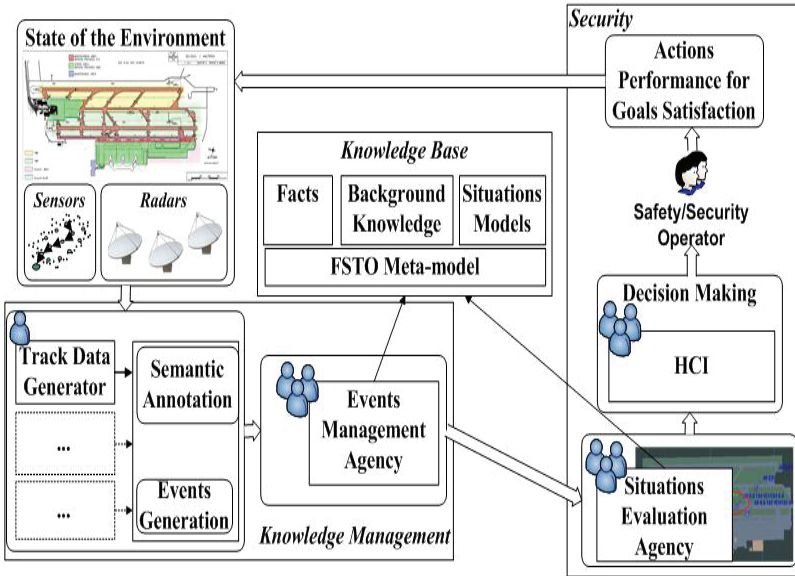 State of the Environment
Sensors
Radars
Security
Actions
Performance for
Goals Satisfaction
Safety/Security
Operator
Knowledge Base
Facts
Background
Knowledge
Situations
Models
FSTO Meta-model
Decision Making
HCI
Track Data
Generator
Semantic
Annotation
...
...
Events
Generation
Events
Management
Agency
Knowledge Management
Situations
Evaluation
Agency